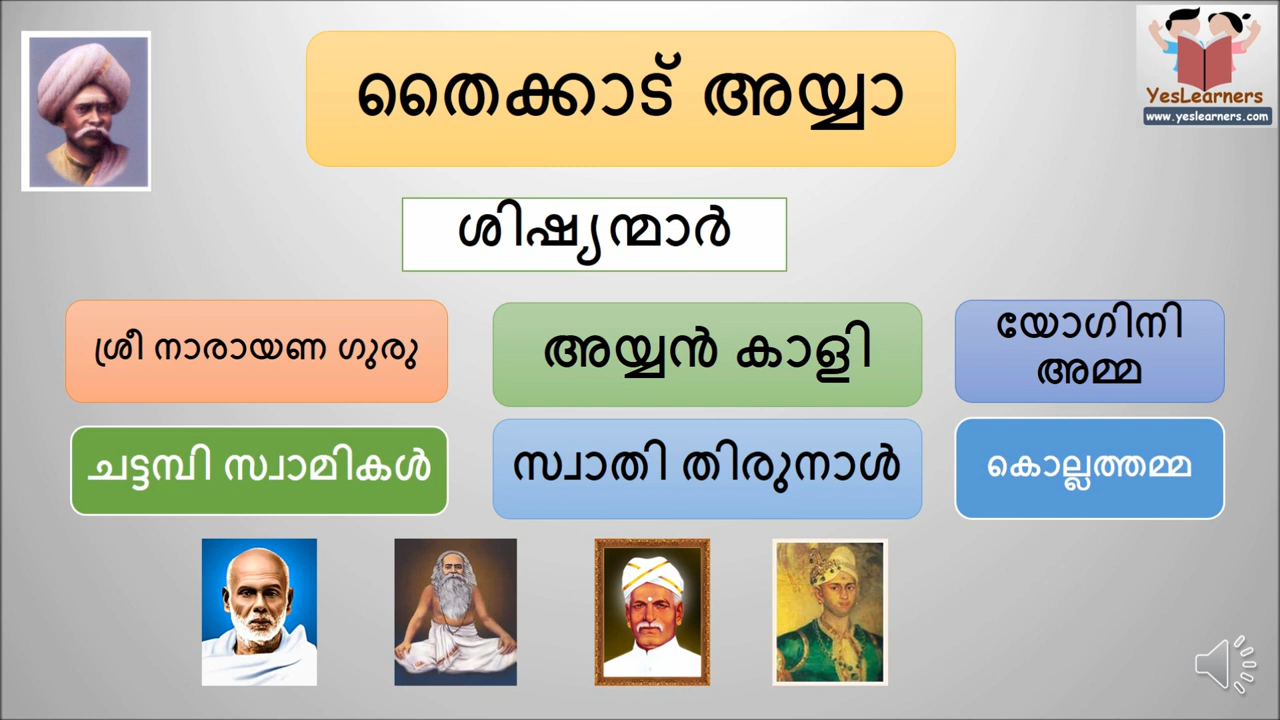 തൈക്കാട് അയ്യാ
YesLearners
www.yeslearners.com
ശിഷ്യന്മാർ
ശ്രീ നാരായണ ഗുരു
അയ്യൻ കാളി
യോഗിനി
അമ്മ
ചട്ടമ്പി സ്വാമികൾ
സ്വാതി തിരുനാൾ
കൊല്ലത്തമ്മ